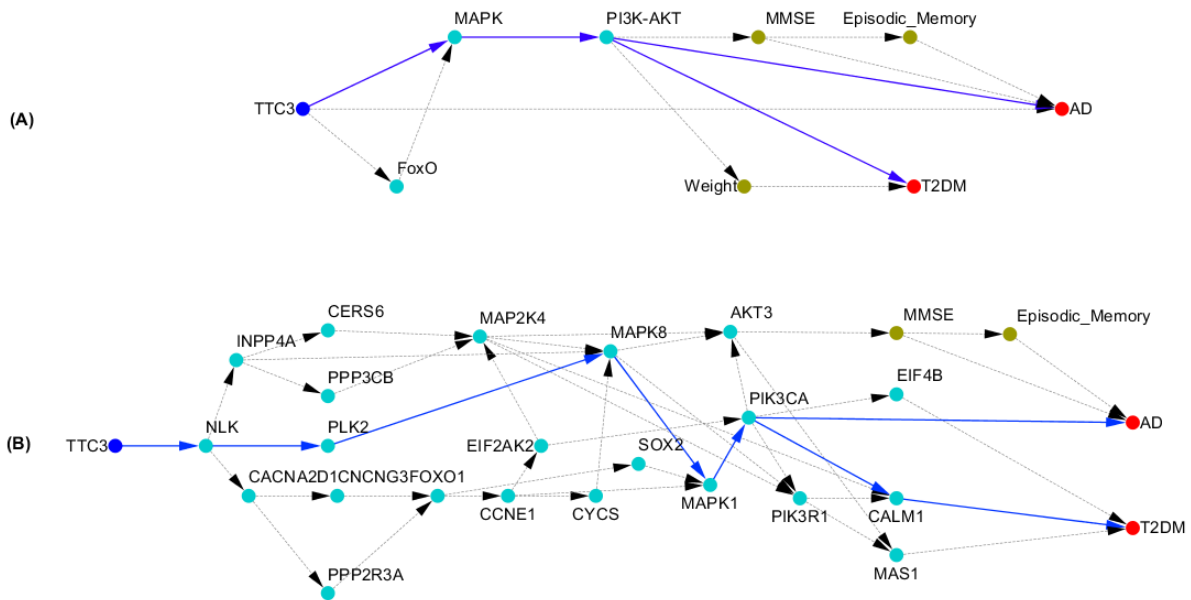 MAPK
PI3K-AKT
MMSE
Episodic_Memory
(A)
TTC3
AD
FoxO
Weight
T2DM
CERS6
MAP2K4
AKT3
MMSE
Episodic_Memory
INPP4A
MAPK8
PPP3CB
EIF4B
PIK3CA
NLK
PLK2
AD
(B)
TTC3
EIF2AK2
SOX2
CACNA2D1CNCNG3FOXO1
CCNE1
CYCS
MAPK1
PIK3R1
CALM1
T2DM
PPP2R3A
MAS1